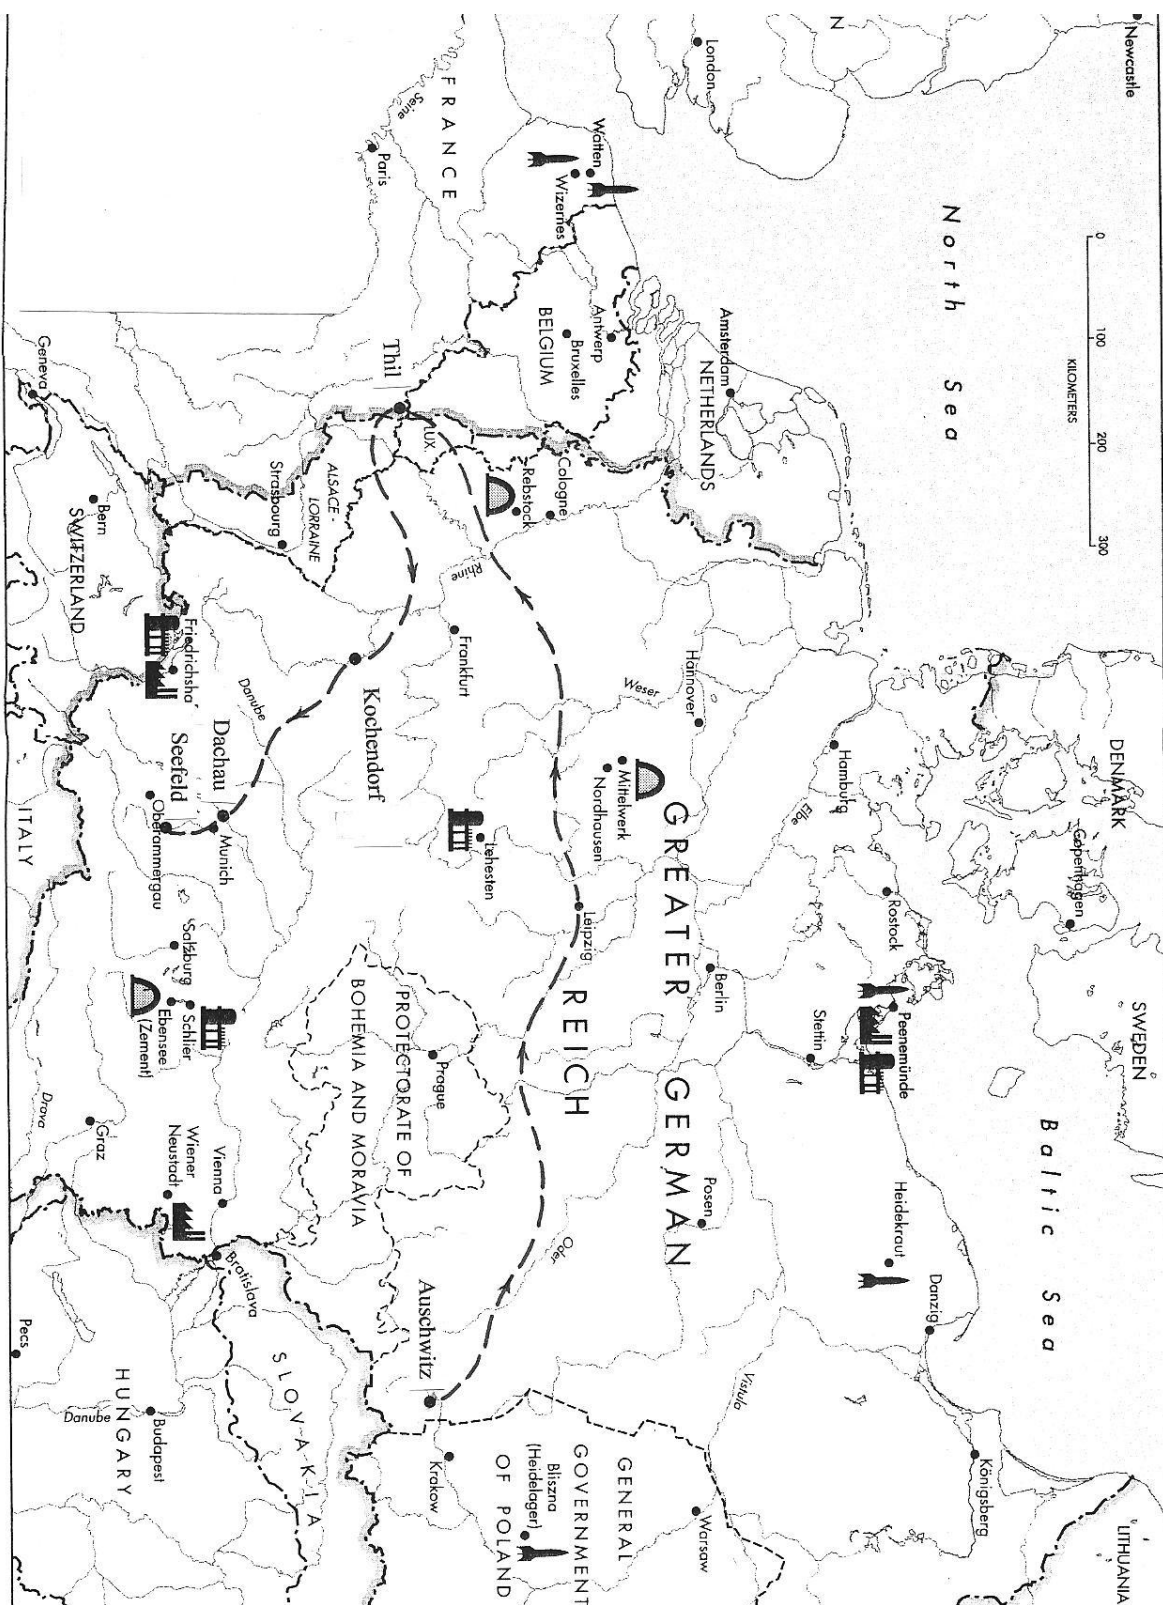 Newcastle
North Sea
Baltic Sea
DENMARK
SWEDEN
LITHUANIA
Copenhagen
0
100
200
300
KILOMETERS
N
London
Amsterdam
NETHERLANDS
Hamburg
Elbe
Rostock
Peenemünde
Stettin
Heidekraut
Danzig
Königsberg
Hannover
Weser
Berlin
Posen
Vistula
Warsaw
GREATER GERMAN
REICH
Watten
Wizernes
Antwerp
Bruxelles
BELGIUM
Cologne
Rebstock
Mittelwerk
Nordhausen
Leipzig
Oder
GENERAL
GOVERNMENT
OF POLAND
Bliszna
(Heidelager)
FRANCE
Seine
Paris
Thil
LUX
Rhine
Frankfurt
Lehesten
Prague
PROTECTORATE OF
BOHEMIA AND MORAVIA
Auschwitz
Krakow
ALSACE-
LORRAINE
Strasbourg
Kochendorf
Danube
Dachau
Munich
Seefeld
Oberammergau
Friedrichsha
Salzburg
Schlier
Ebensee
(Zement)
Vienna
Wiener
Neustadt
Bratislava
SLOVAKIA
Geneva
Bern
SWITZERLAND
ITALY
Graz
Drava
HUNGARY
Budapest
Danube
Pecs